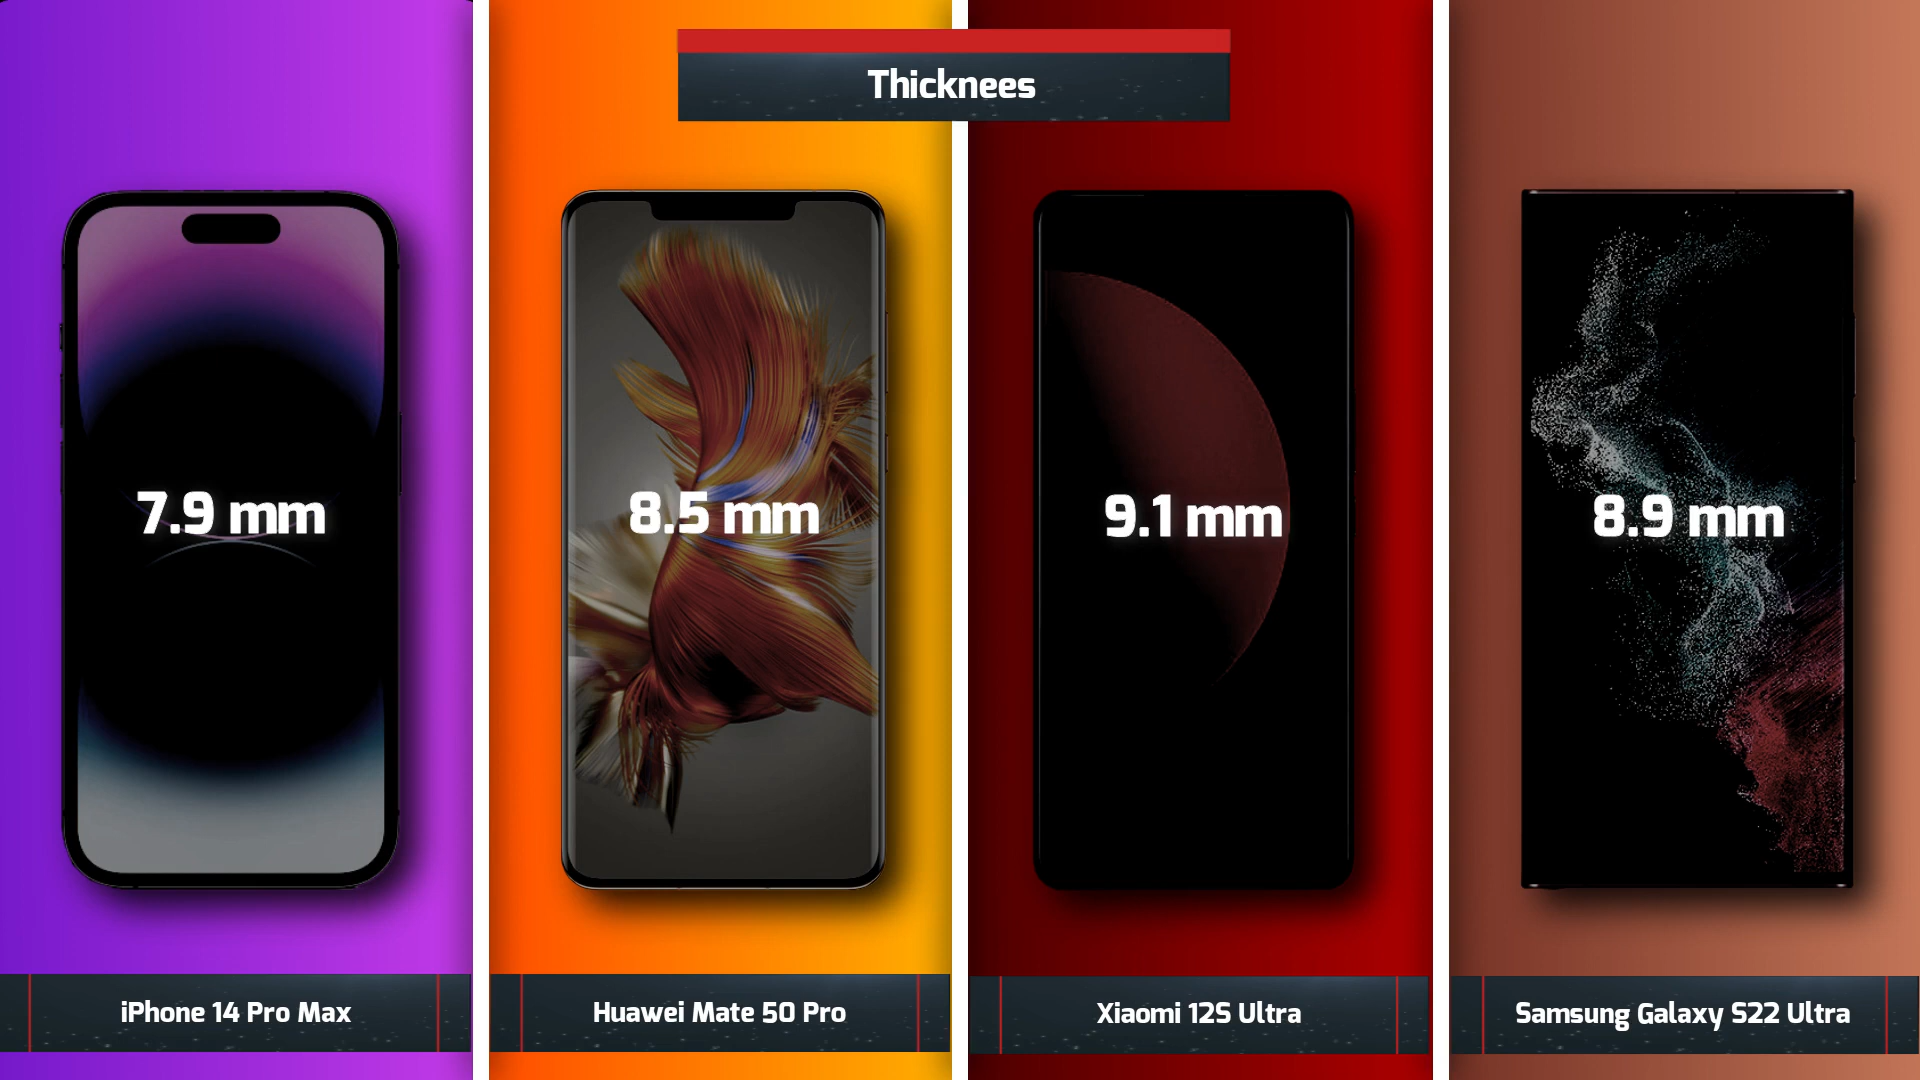 Thicknees
7.9 mm
8.5 mm
9.1 mm
8.9 mm
iPhone 14 Pro Max
Huawei Mate 50 Pro
Xiaomi 12S Ultra
Samsung Galaxy S22 Ultra